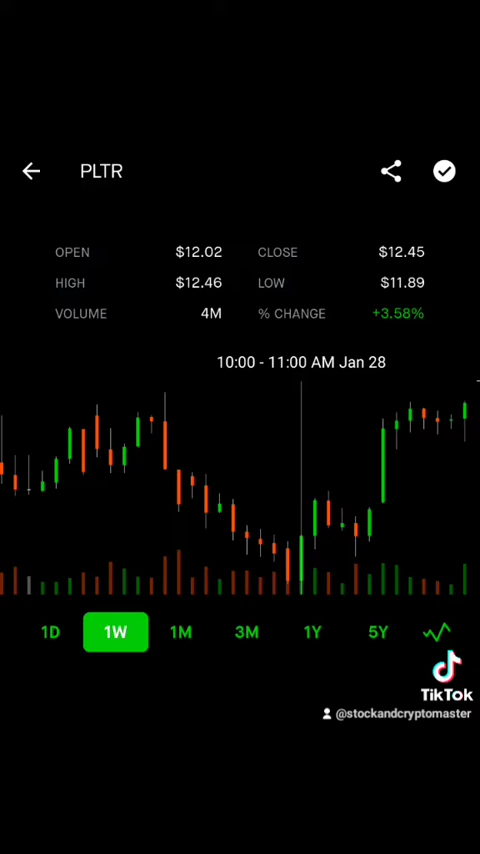 PLTR
OPEN $12.02 CLOSE $12.45
HIGH $12.46 LOW $11.89
VOLUME 4M % CHANGE +3.58%
10:00 - 11:00 AM Jan 28
1D 1W 1M 3M 1Y 5Y
TikTok
@stockandcryptomaster